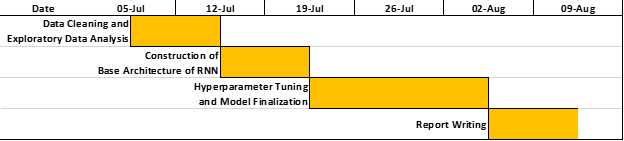 Date 05-Jul 12-Jul 19-Jul 26-Jul 02-Aug 09-Aug
Data Cleaning and
Exploratory Data Analysis
Construction of
Base Architecture of RNN
Hyperparameter Tuning
and Model Finalization
Report Writing